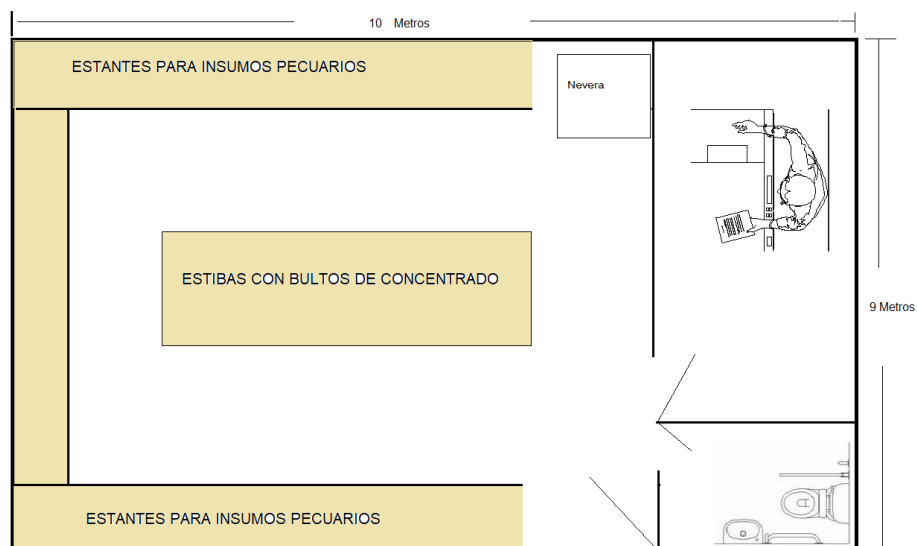 10 Metros
ESTANTES PARA INSUMOS PECUARIOS
Nevera
ESTIBAS CON BULTOS DE CONCENTRADO
9 Metros
ESTANTES PARA INSUMOS PECUARIOS